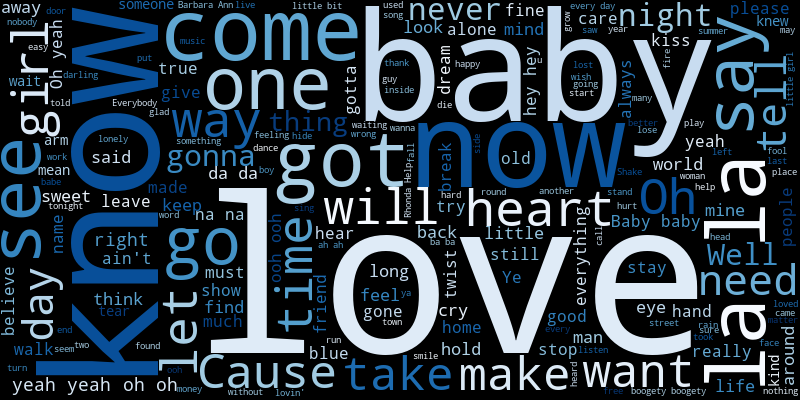 away
someone
Barbara Ann
live
little bit
never
fine
used
song
care
night
every day
please
nobody
door
come
baby
look
alone
mind
saw
year
knew
may
Oh yeah
girl
know
music
kiss
grow
summer
say
easy
put
true
one
thank
happy
dream
gotta
guy
inside
hey hey
lost
wish
going
start
fire
always
many
little girl
wait
darling
give
die
told
Everybody
glad
way
thing
now
better
lose
play
tell
arm
lonely
something
feeling
hide
waiting
wrong
wanna
break
side
yeah
left
fool
see
work
said
gonna
dance
got
fall
old
world
last
mean
babe
da da
boy
Rhonda Help
Shake
woman
place
sweet
tonight
leave
made
will
hard
round
another
stand
help
keep
heart
Oh
hurt
name
word
na na
sing
try
Baby baby
mine
people
la la
right
go
time
ooh ooh
hear
back
little
everything
call
head
ain't
love
ah ah
ba ba
still
Well
believe
day
must
long
twist
Ye
stay
need
think
show
feel
ya
eye
hand
loved
tear
find
friend
gone
cry
good
rain
came
much
town
home
every
street
sure
matter
let
end
run
man
took
walk
seem
two
found
blue
smile
hold
stop
listen
really
face
around
turn
ooh
Cause
take
make
heard
want
life
kind
yeah yeah oh oh
money
without
lovin'
free
boogety boogety
nothing